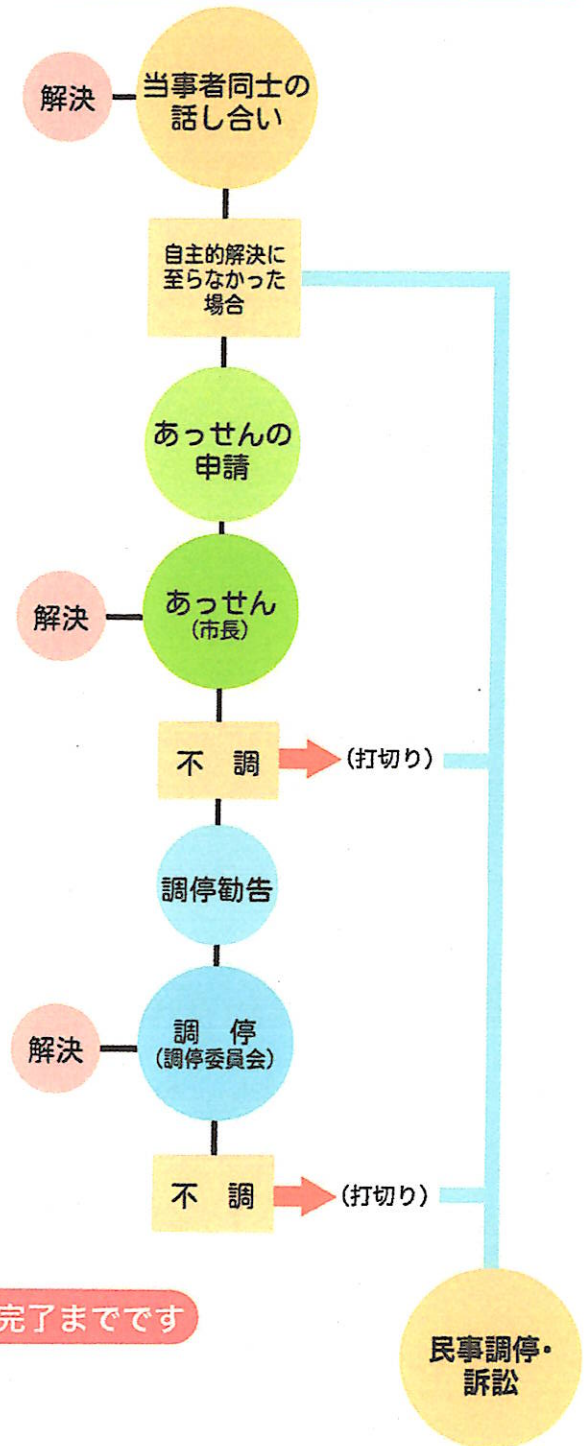 解決
当事者同士の
話し合い
自主的解決に
至らなかった
場合
あっせんの
申請
解決
あっせん
(市長)
不 調
(打切り)
調停勧告
解決
調 停
(調停委員会)
不 調
(打切り)
完了までです
民事調停・
訴訟